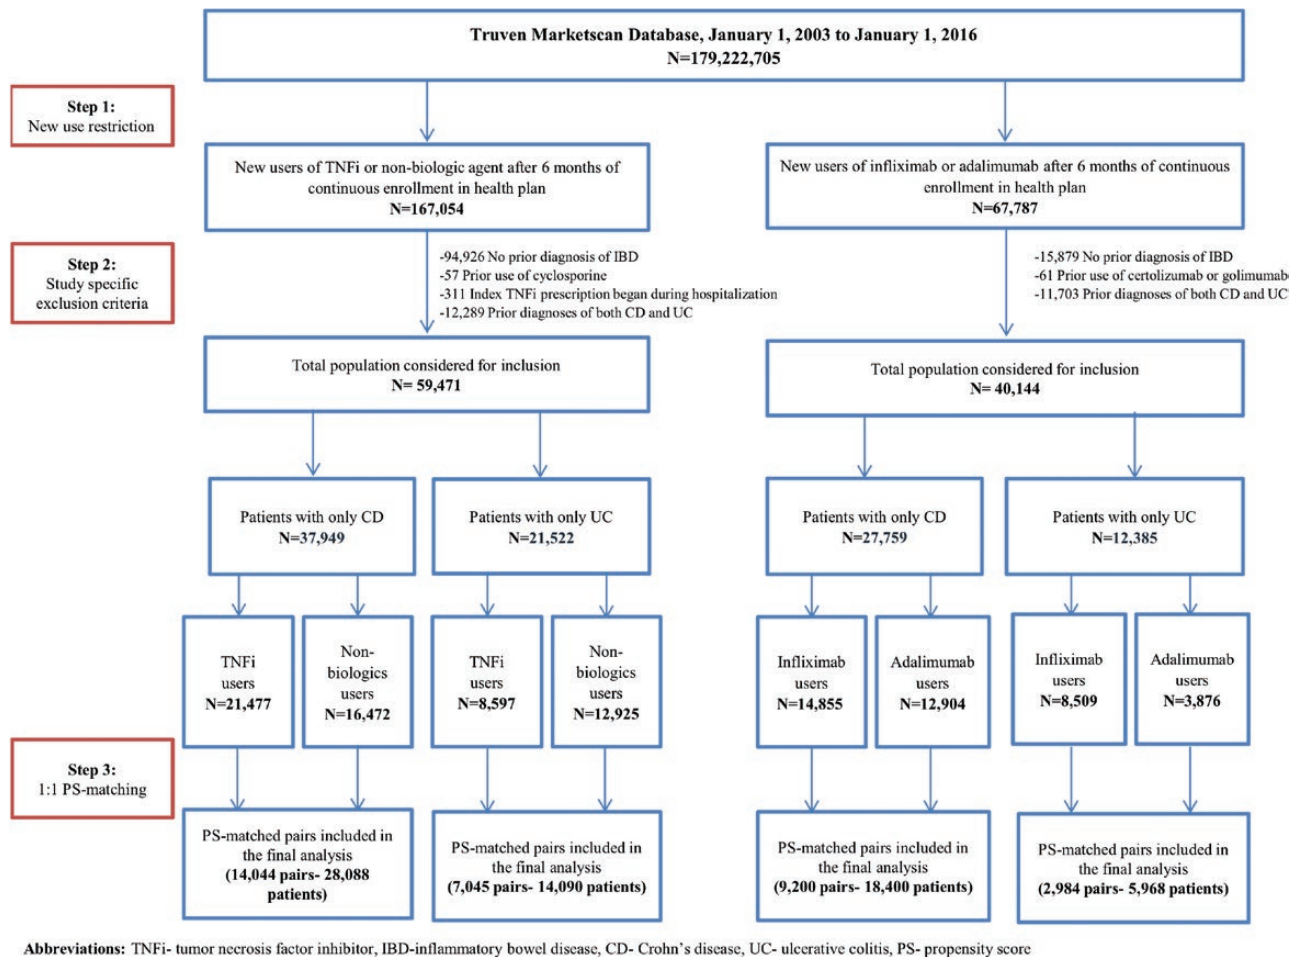 Truven Marketscan Database, January 1, 2003 to January 1, 2016
N=179,222,705
Step 1:
New use restriction
New users of TNFi or non-biologic agent after 6 months of
continuous enrollment in health plan
N=167,054
New users of infliximab or adalimumab after 6 months of continuous
enrollment in health plan
N=67,787
Step 2:
Study specific
exclusion criteria
-94,926 No prior diagnosis of IBD
-57 Prior use of cyclosporine
-311 Index TNFi prescription began during hospitalization
-12,289 Prior diagnoses of both CD and UC
-15,879 No prior diagnosis of IBD
-61 Prior use of certolizumab or golimumab
-11,703 Prior diagnoses of both CD and UC
Total population considered for inclusion
N= 59,471
Total population considered for inclusion
N= 40,144
Patients with only CD
N=37,949
Patients with only UC
N=21,522
Patients with only CD
N=27,759
Patients with only UC
N=12,385
TNFi
users
N=21,477
Non-
biologics
users
N=16,472
TNFi
users
N=8,597
Non-
biologics
users
N=12,925
Infliximab
users
N=14,855
Adalimumab
users
N=12,904
Infliximab
users
N=8,509
Adalimumab
users
N=3,876
Step 3:
1:1 PS-matching
PS-matched pairs included in
the final analysis
(14,044 pairs- 28,088
patients)
PS-matched pairs included in
the final analysis
(7,045 pairs- 14,090 patients)
PS-matched pairs included in
the final analysis
(9,200 pairs- 18,400 patients)
PS-matched pairs included in
the final analysis
(2,984 pairs- 5,968 patients)
Abbreviations: TNFi- tumor necrosis factor inhibitor, IBD-inflammatory bowel disease, CD- Crohn's disease, UC- ulcerative colitis, PS- propensity score